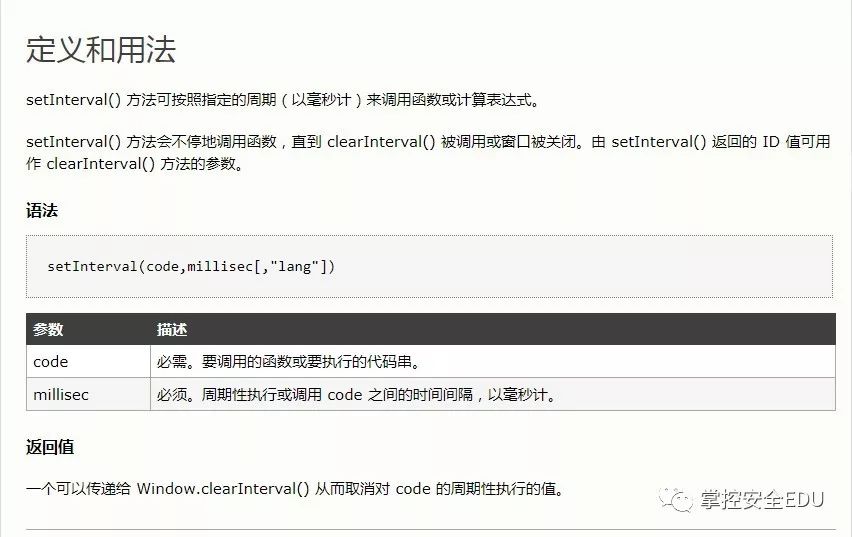 定义和用法
setInterval() 方法可按照指定的周期（以毫秒计）来调用函数或计算表达式。
setInterval() 方法会不停地调用函数，直到 clearInterval() 被调用或窗口被关闭。由 setInterval() 返回的 ID 值可用
作 clearInterval() 方法的参数。
语法
setInterval(code,millisec[,"lang"])
参数 描述
code 必需。要调用的函数或要执行的代码串。
millisec 必须。周期性执行或调用 code 之间的时间间隔，以毫秒计。
返回值
一个可以传递给 Window.clearInterval() 从而取消对 code 的周期性执行的值。
掌控安全EDU